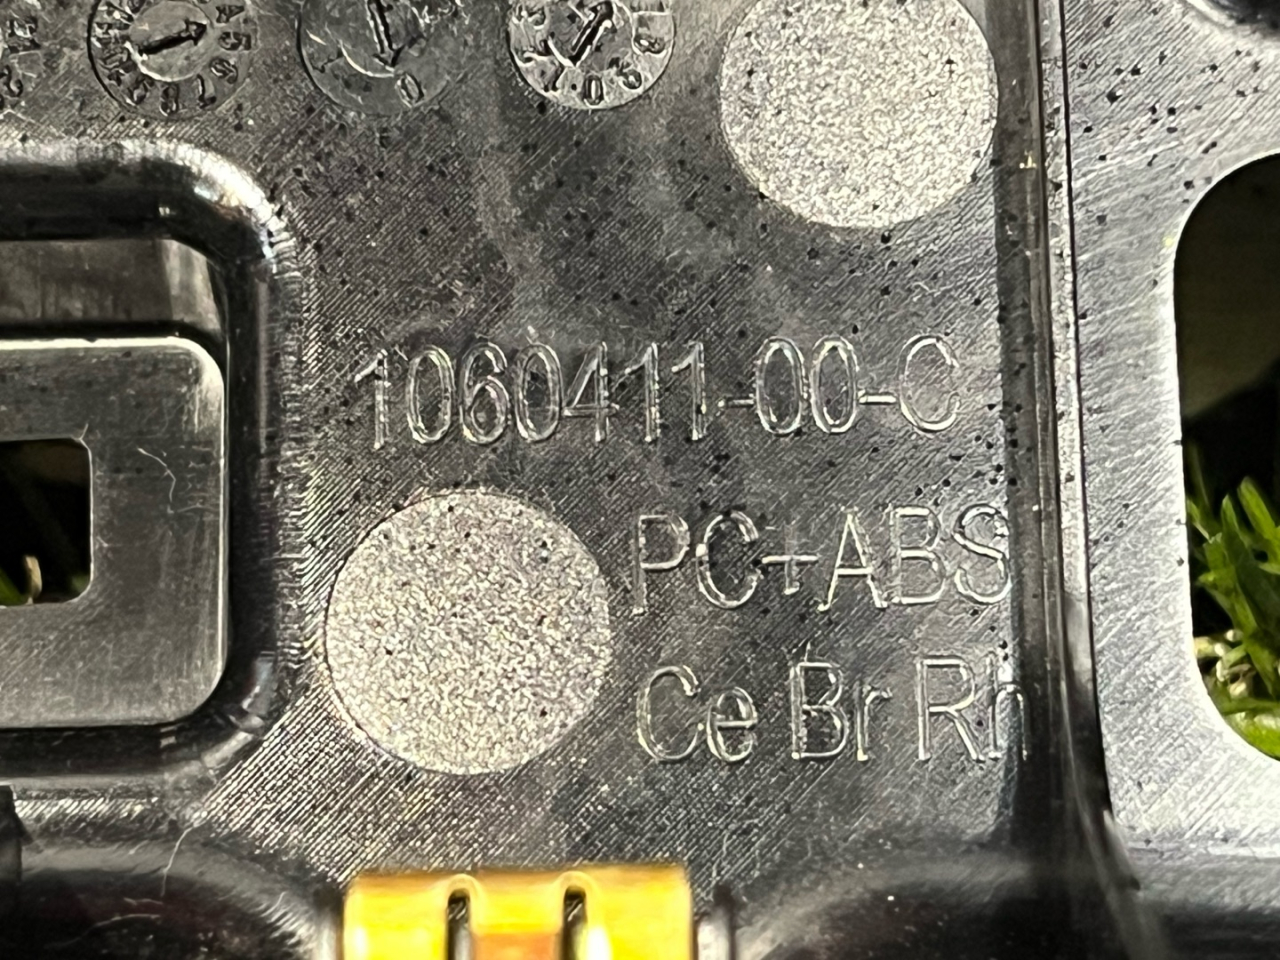 1060411-00-C
PC+ABS
Ce Br Rh